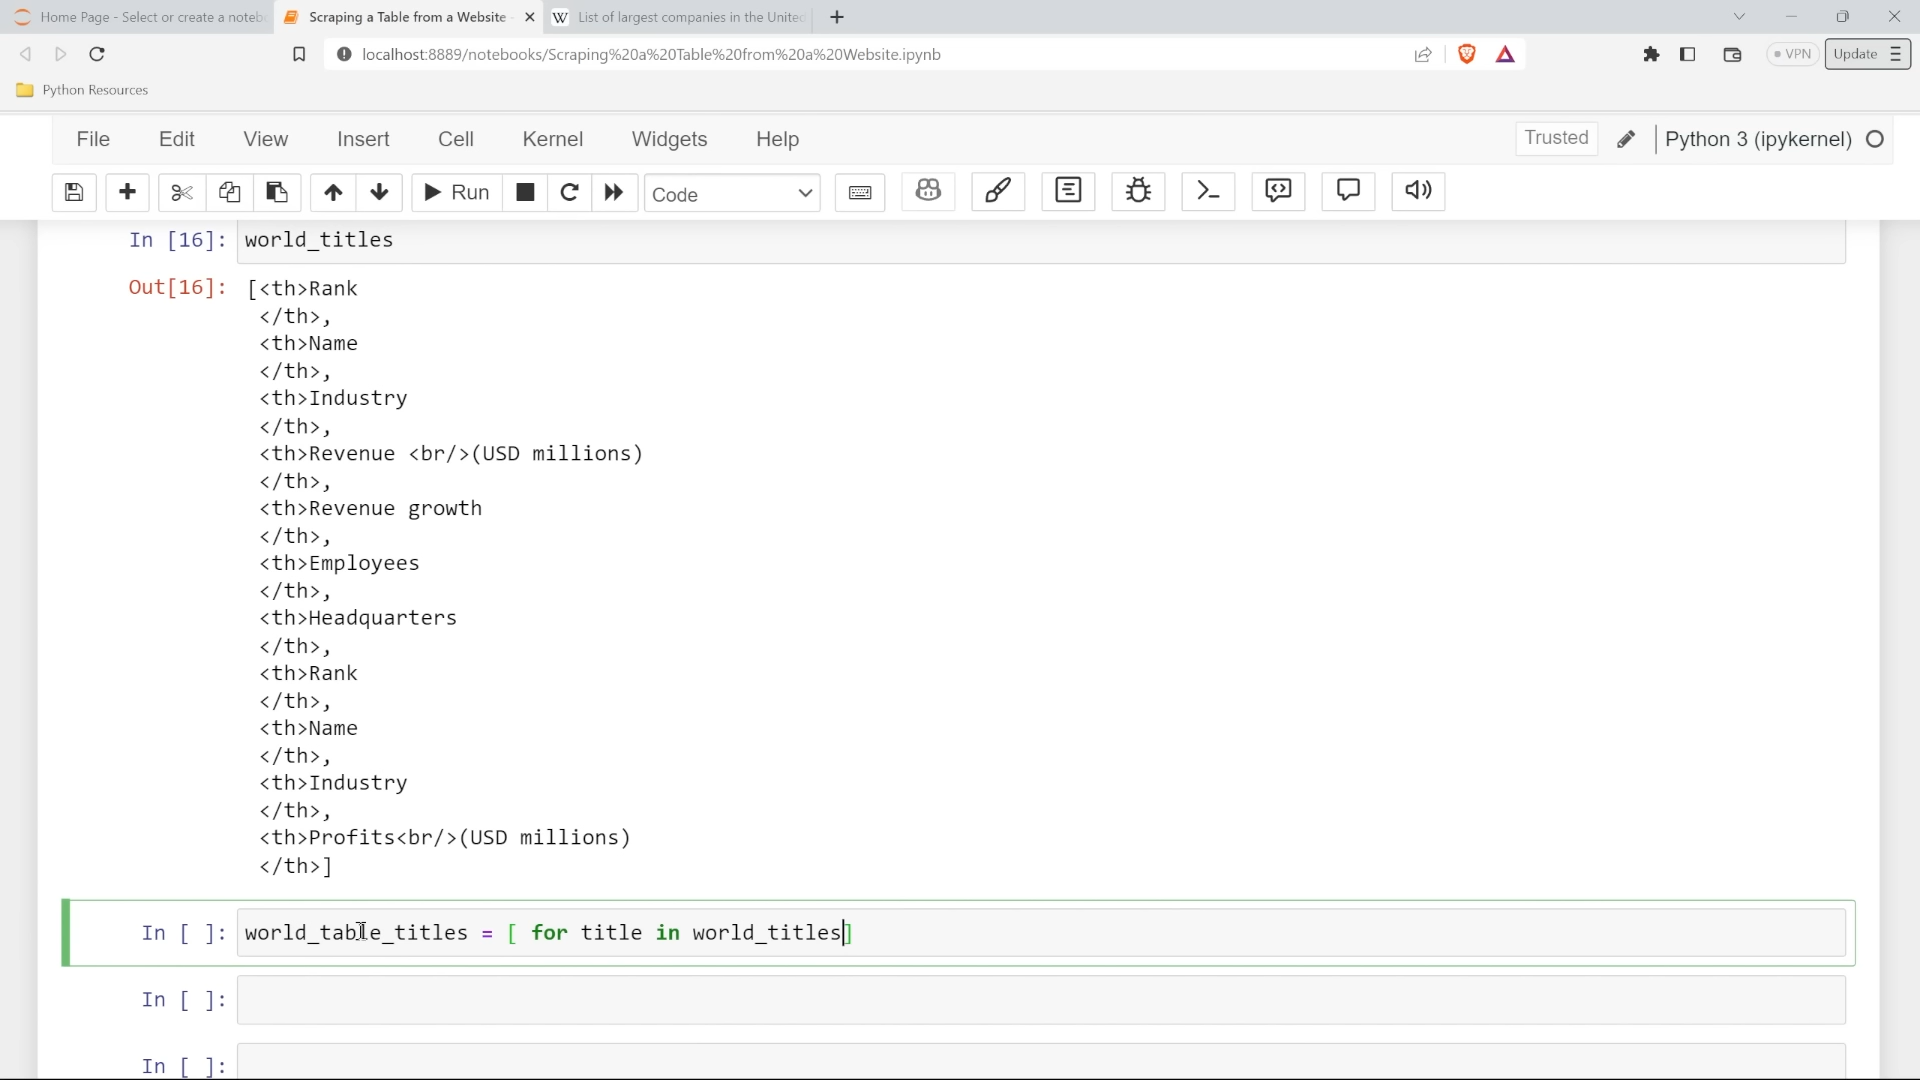 Home Page - Select or create a noteb
Scraping a Table from a Website
W List of largest companies in the United
localhost:8889/notebooks/Scraping%20a%20Table%20from%20a%20Website.ipynb
VPN
Update
Python Resources
File Edit View Insert Cell Kernel Widgets Help
Trusted
Python 3 (ipykernel)
Run
Code
In [16]: world_titles
Out[16]: [<th>Rank
</th>,
<th>Name
</th>,
<th>Industry
</th>,
<th>Revenue <br/>(USD millions)
</th>,
<th>Revenue growth
</th>,
<th>Employees
</th>,
<th>Headquarters
</th>,
<th>Rank
</th>,
<th>Name
</th>,
<th>Industry
</th>,
<th>Profits<br/>(USD millions)
</th>]
In [ ]: world_table_titles = [ for title in world_titles]
In [ ]:
In [ ]: